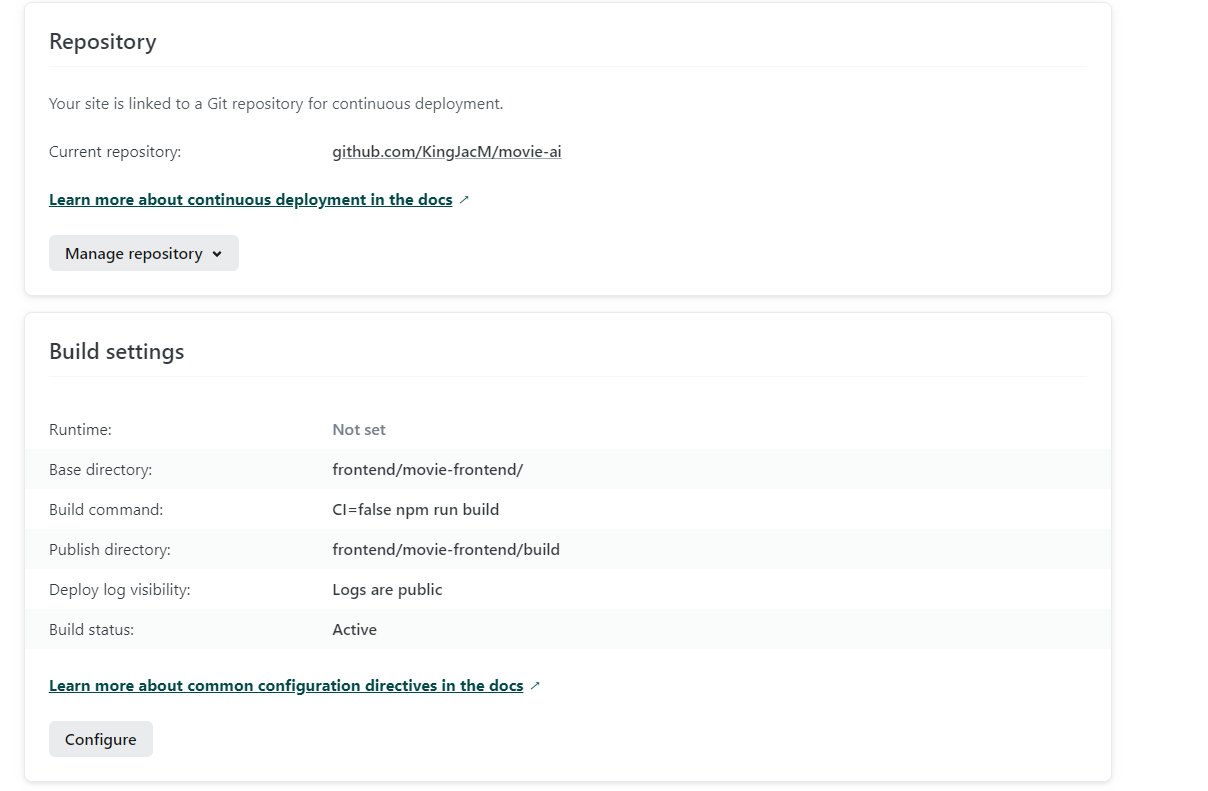 Repository
Your site is linked to a Git repository for continuous deployment.
Current repository: github.com/KingJacM/movie-ai
Learn more about continuous deployment in the docs ↗
Manage repository
Build settings
Runtime: Not set
Base directory: frontend/movie-frontend/
Build command: CI=false npm run build
Publish directory: frontend/movie-frontend/build
Deploy log visibility: Logs are public
Build status: Active
Learn more about common configuration directives in the docs ↗
Configure